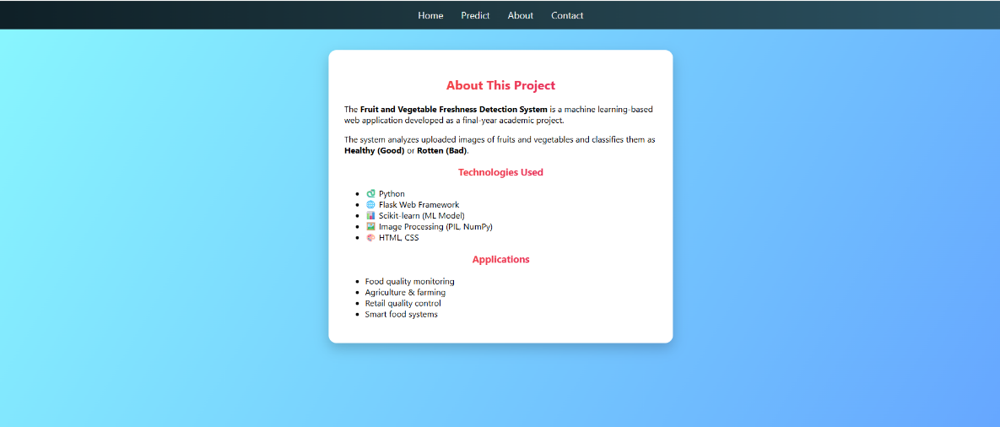 Home Predict About Contact
About This Project
The Fruit and Vegetable Freshness Detection System is a machine learning-based
web application developed as a final-year academic project.
The system analyzes uploaded images of fruits and vegetables and classifies them as
Healthy (Good) or Rotten (Bad).
Technologies Used
Python
Flask Web Framework
Scikit-learn (ML Model)
Image Processing (PIL, NumPy)
HTML, CSS
Applications
Food quality monitoring
Agriculture & farming
Retail quality control
Smart food systems